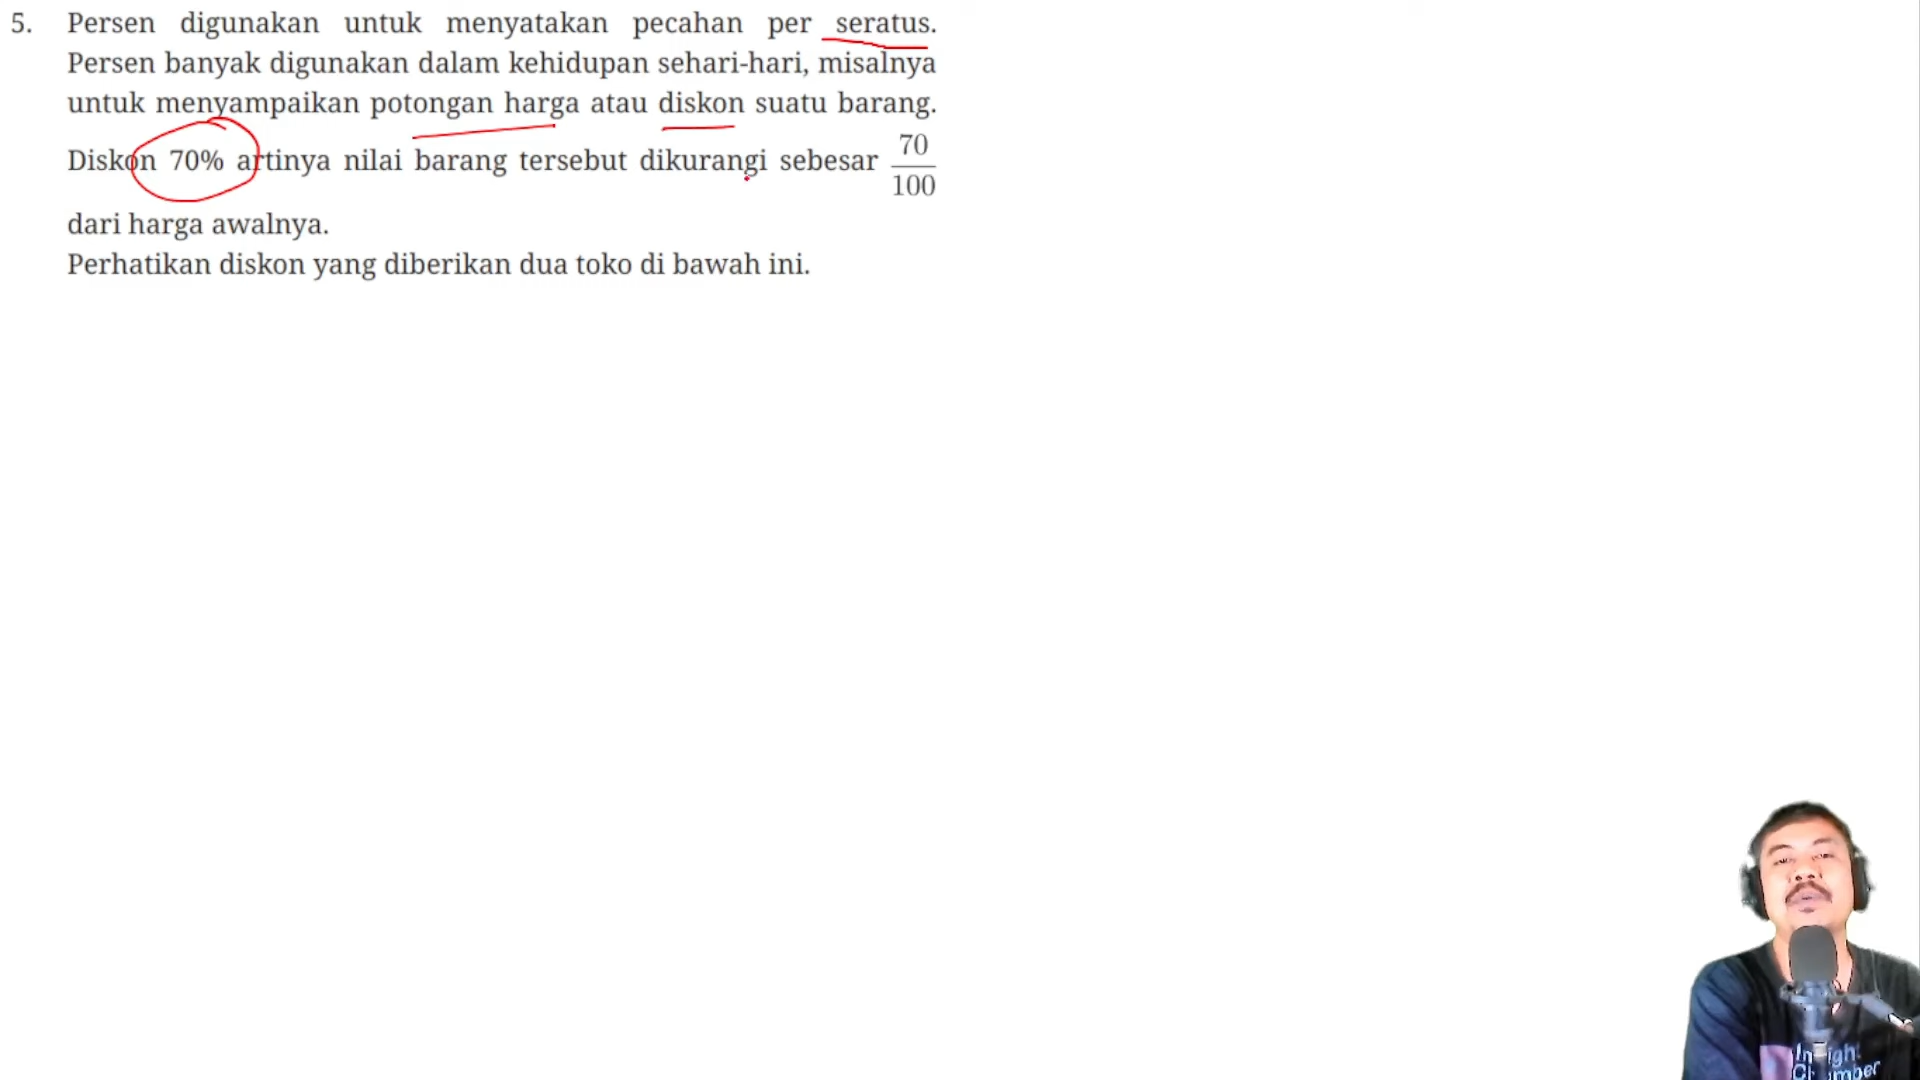 5. Persen digunakan untuk menyatakan pecahan per seratus.
Persen banyak digunakan dalam kehidupan sehari-hari, misalnya
untuk menyampaikan potongan harga atau diskon suatu barang.
Diskon 70% artinya nilai barang tersebut dikurangi sebesar 70/100
dari harga awalnya.
Perhatikan diskon yang diberikan dua toko di bawah ini.